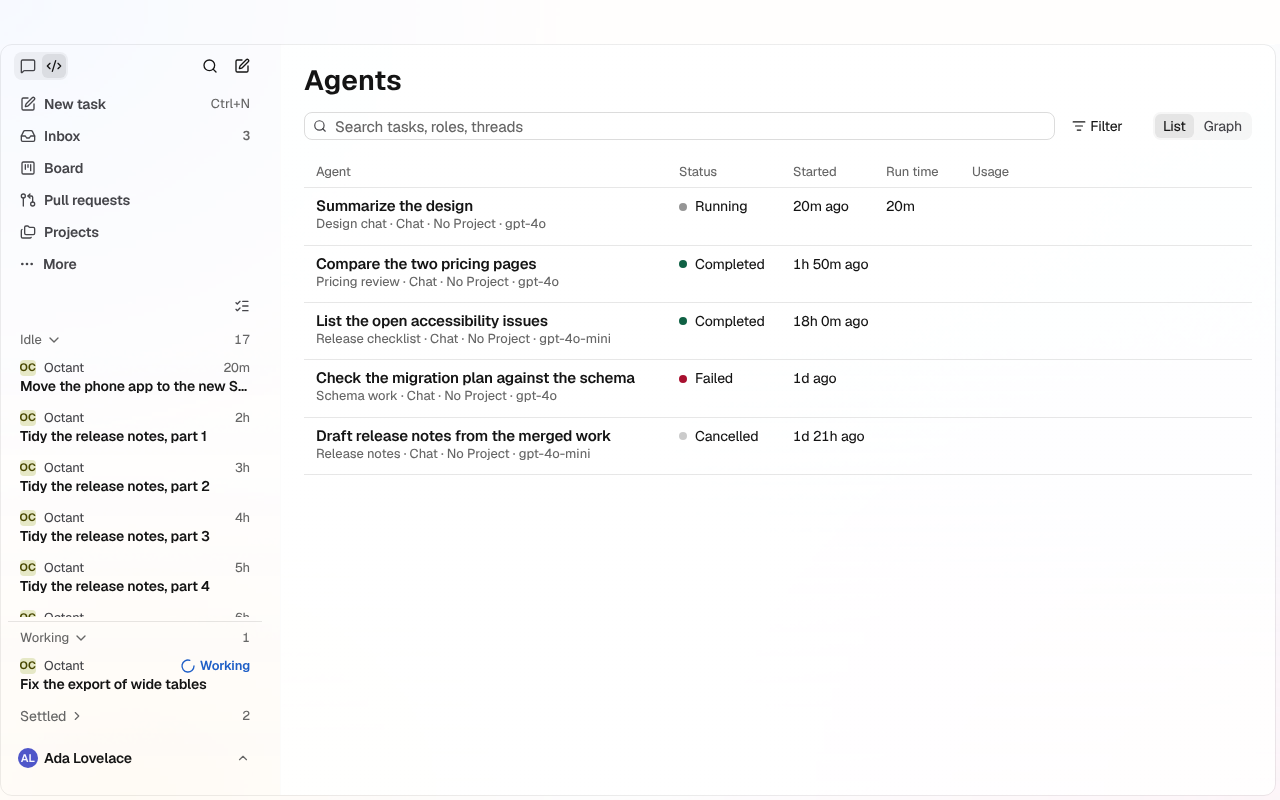 New task Ctrl+N
Inbox 3
Board
Pull requests
Projects
More
Idle 17
OC Octant 20m
Move the phone app to the new S...
OC Octant 2h
Tidy the release notes, part 1
OC Octant 3h
Tidy the release notes, part 2
OC Octant 4h
Tidy the release notes, part 3
OC Octant 5h
Tidy the release notes, part 4
OC Octant 6h
Working 1
OC Octant Working
Fix the export of wide tables
Settled 2
AL Ada Lovelace
Agents
Search tasks, roles, threads
Filter
List Graph
Agent Status Started Run time Usage
Summarize the design Running 20m ago 20m
Design chat · Chat · No Project · gpt-4o
Compare the two pricing pages Completed 1h 50m ago
Pricing review · Chat · No Project · gpt-4o
List the open accessibility issues Completed 18h 0m ago
Release checklist · Chat · No Project · gpt-4o-mini
Check the migration plan against the schema Failed 1d ago
Schema work · Chat · No Project · gpt-4o
Draft release notes from the merged work Cancelled 1d 21h ago
Release notes · Chat · No Project · gpt-4o-mini